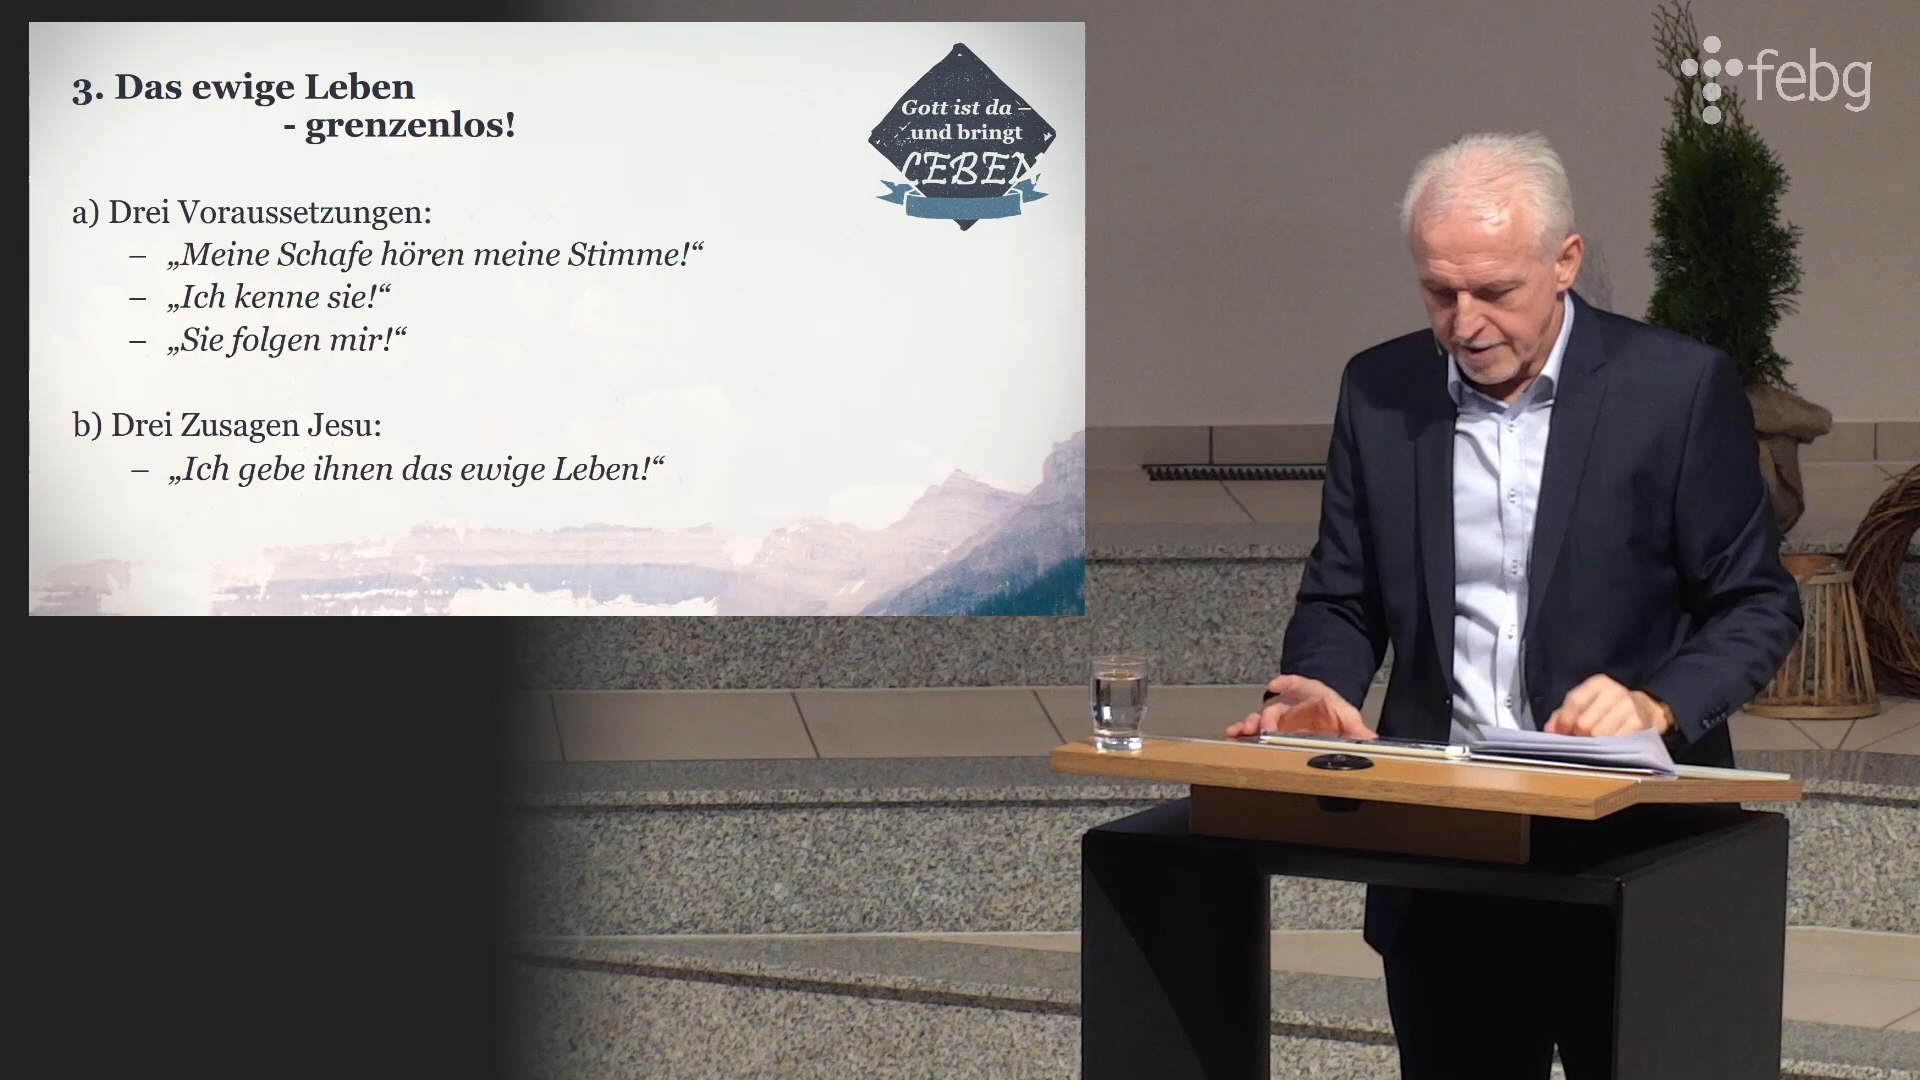 3. Das ewige Leben
- grenzenlos!
a) Drei Voraussetzungen:
– „Meine Schafe hören meine Stimme!“
– „Ich kenne sie!“
– „Sie folgen mir!“
b) Drei Zusagen Jesu:
– „Ich gebe ihnen das ewige Leben!“
Gott ist da –
und bringt
LEBEN
febg